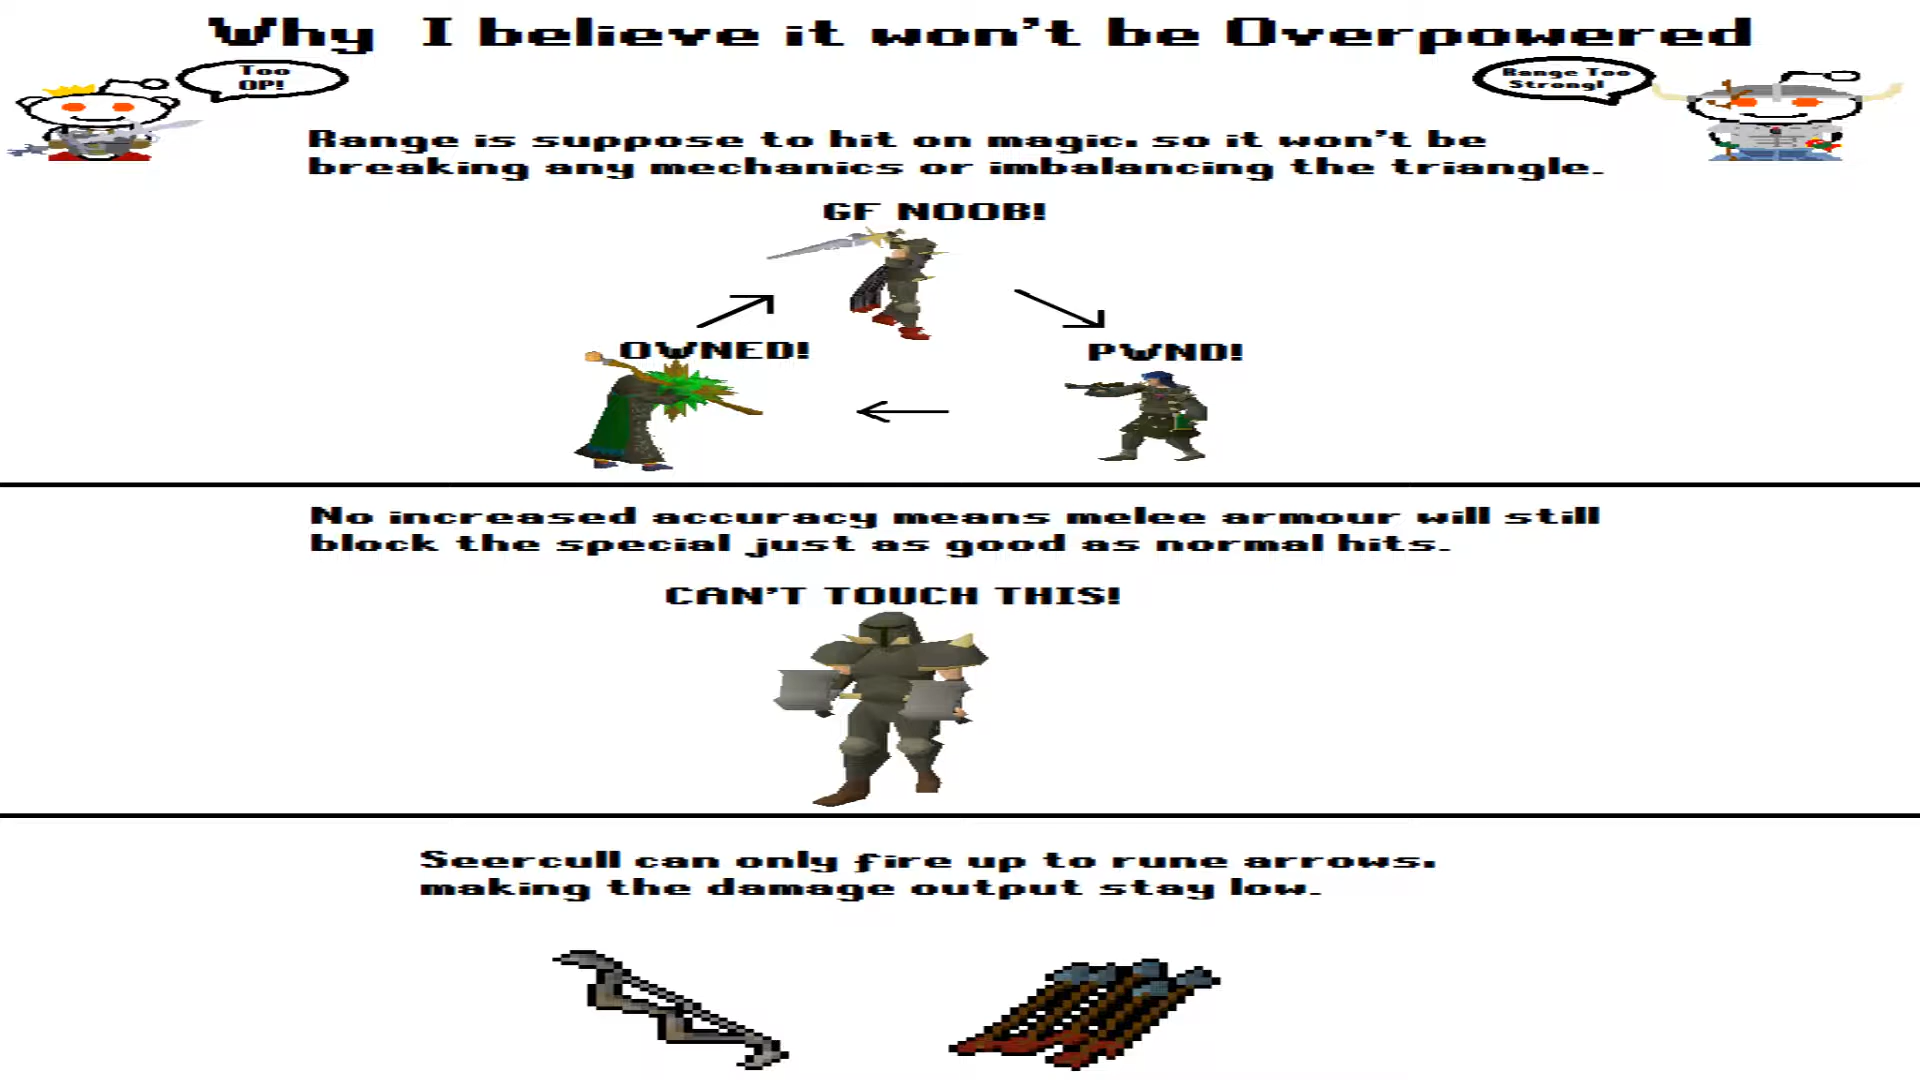 Why I believe it won't be Overpowered
Too
OP!
Range Too
Strong!
Range is suppose to hit on magic, so it won't be
breaking any mechanics or imbalancing the triangle.
GF NOOB!
OWNED!
PWND!
No increased accuracy means melee armour will still
block the special just as good as normal hits.
CAN'T TOUCH THIS!
Seercull can only fire up to rune arrows,
making the damage output stay low.